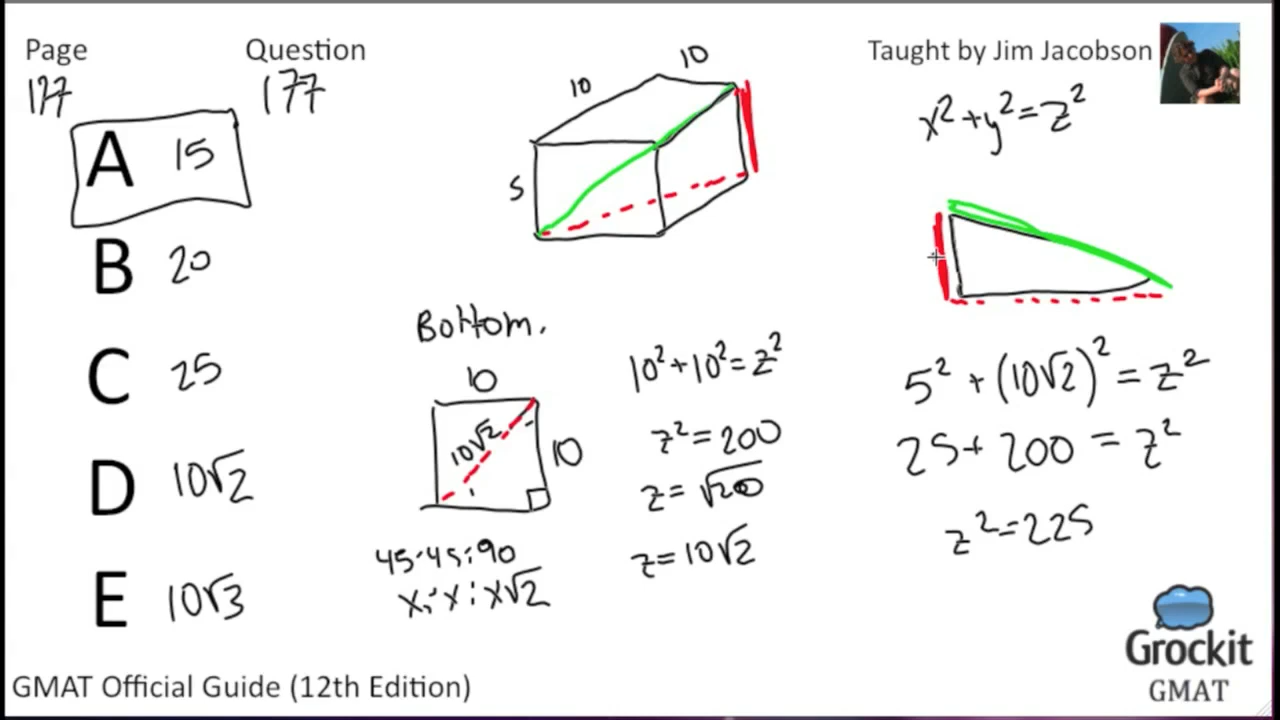 Page
Question
Taught by Jim Jacobson
177
A 15
B 20
C 25
D 10√2
E 10√3
10
10
5
x²+y²=z²
Bottom.
10
10√2
10
45:45:90
x:x:x√2
10²+10²=z²
z²=200
z=√200
z=10√2
5²+(10√2)²=z²
25+200=z²
z²=225
Grockit
GMAT
GMAT Official Guide (12th Edition)